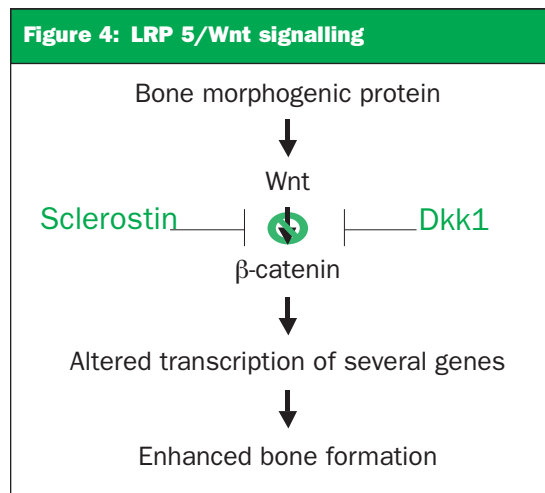 Figure 4: LRP 5/Wnt signalling
Bone morphogenic protein
Wnt
Sclerostin Dkk1
β-catenin
Altered transcription of several genes
Enhanced bone formation